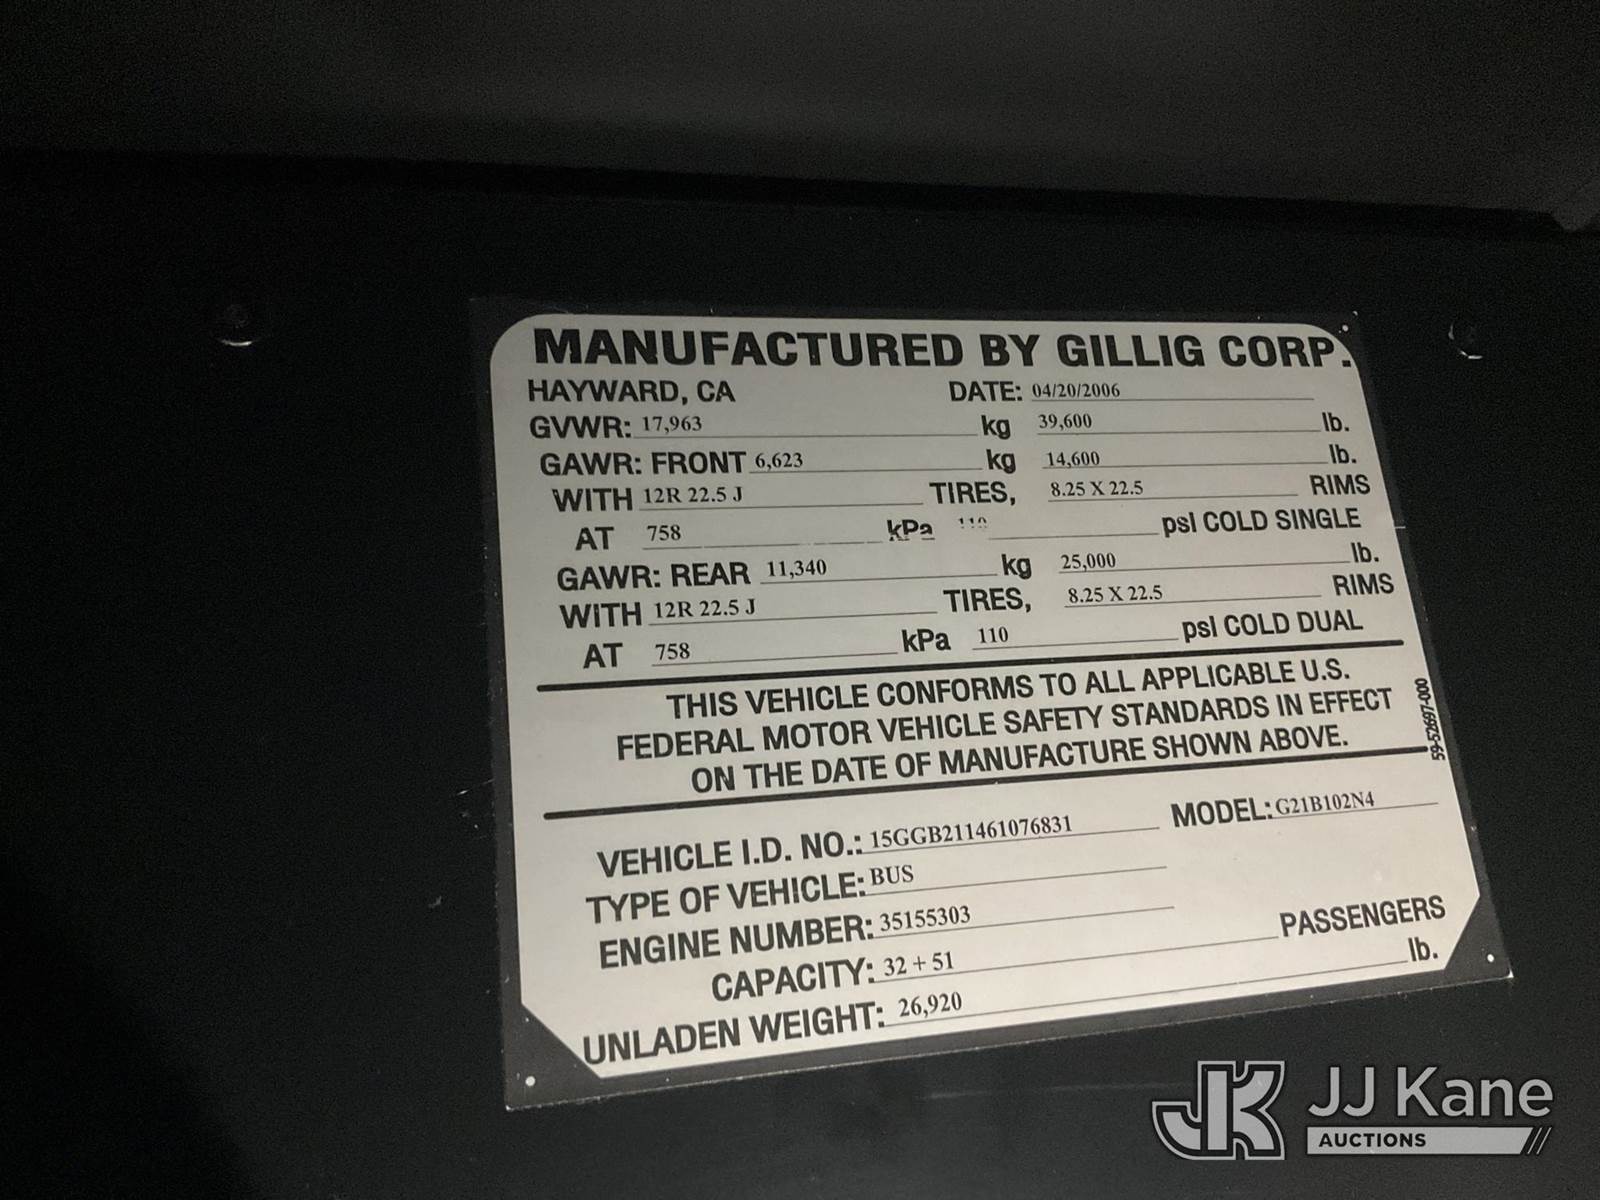 MANUFACTURED BY GILLIG CORP.
HAYWARD, CA DATE: 04/20/2006
GVWR: 17,963 kg 39,600 lb.
GAWR: FRONT 6,623 kg 14,600 lb.
WITH 12R 22.5 J TIRES, 8.25 X 22.5 RIMS
AT 758 kPa 110 psI COLD SINGLE
GAWR: REAR 11,340 kg 25,000 lb.
WITH 12R 22.5 J TIRES, 8.25 X 22.5 RIMS
AT 758 kPa 110 psI COLD DUAL
THIS VEHICLE CONFORMS TO ALL APPLICABLE U.S.
FEDERAL MOTOR VEHICLE SAFETY STANDARDS IN EFFECT
ON THE DATE OF MANUFACTURE SHOWN ABOVE.
59-52697-000
VEHICLE I.D. NO.: 15GGB211461076831 MODEL: G21B102N4
TYPE OF VEHICLE: BUS
ENGINE NUMBER: 35155303
CAPACITY: 32 + 51 PASSENGERS
UNLADEN WEIGHT: 26,920 lb.
JK JJ Kane
AUCTIONS